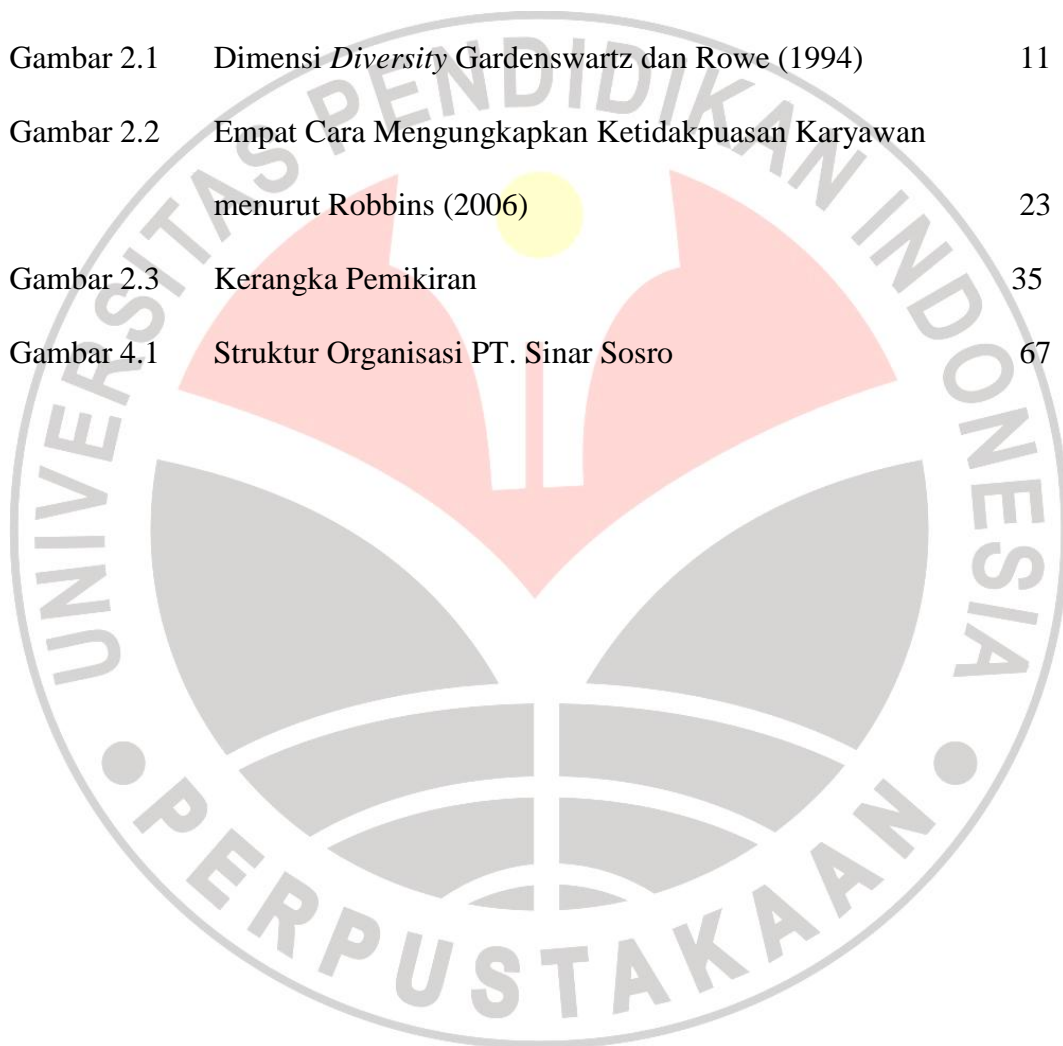 Gambar 2.1 Dimensi Diversity Gardenswartz dan Rowe (1994) 11
Gambar 2.2 Empat Cara Mengungkapkan Ketidakpuasan Karyawan
menurut Robbins (2006) 23
Gambar 2.3 Kerangka Pemikiran 35
Gambar 4.1 Struktur Organisasi PT. Sinar Sosro 67
UNIVERSITAS PENDIDIKAN INDONESIA
PERPUSTAKAAN